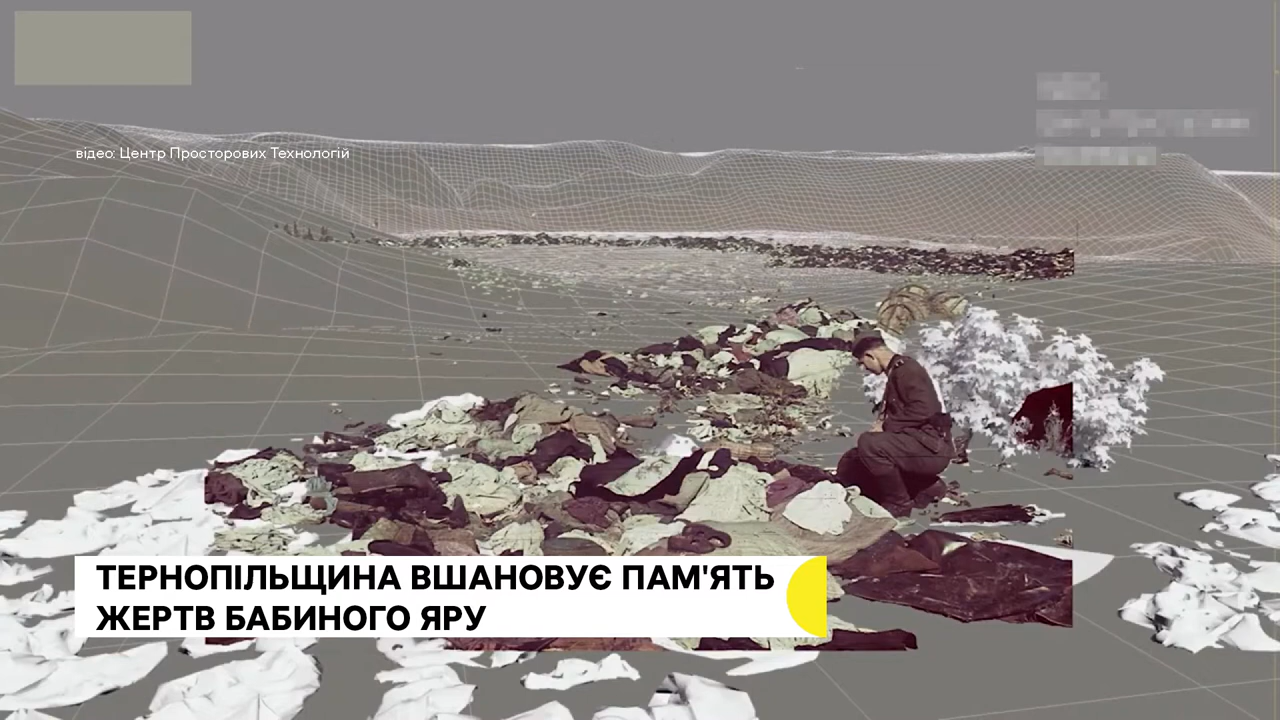 відео: Центр Просторових Технологій
ТЕРНОПІЛЬЩИНА ВШАНОВУЄ ПАМ'ЯТЬ
ЖЕРТВ БАБИНОГО ЯРУ